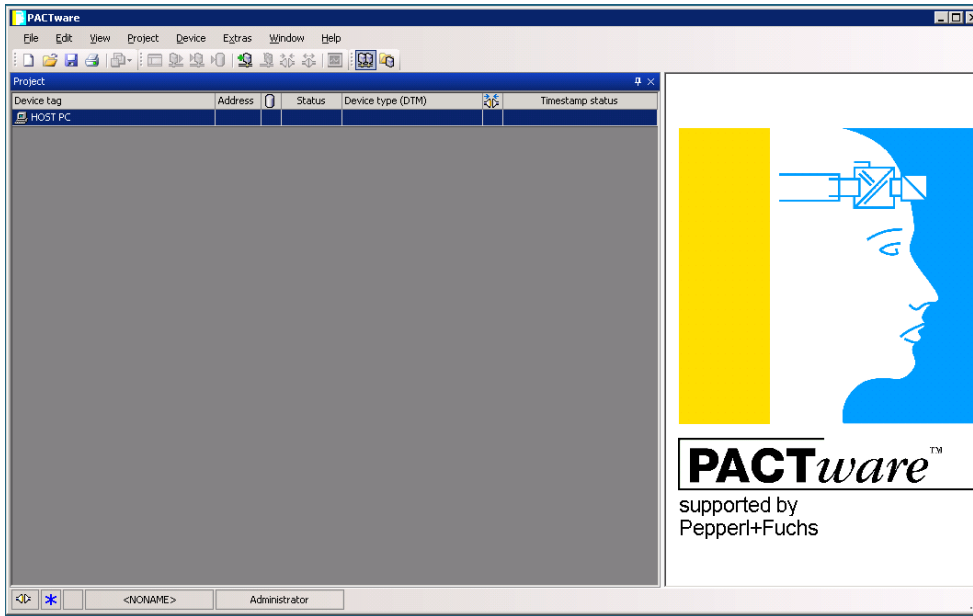 PACTware
File Edit View Project Device Extras Window Help
Project
Device tag Address Status Device type (DTM) Timestamp status
HOST PC
PACTware™
supported by
Pepperl+Fuchs
<NONAME> Administrator